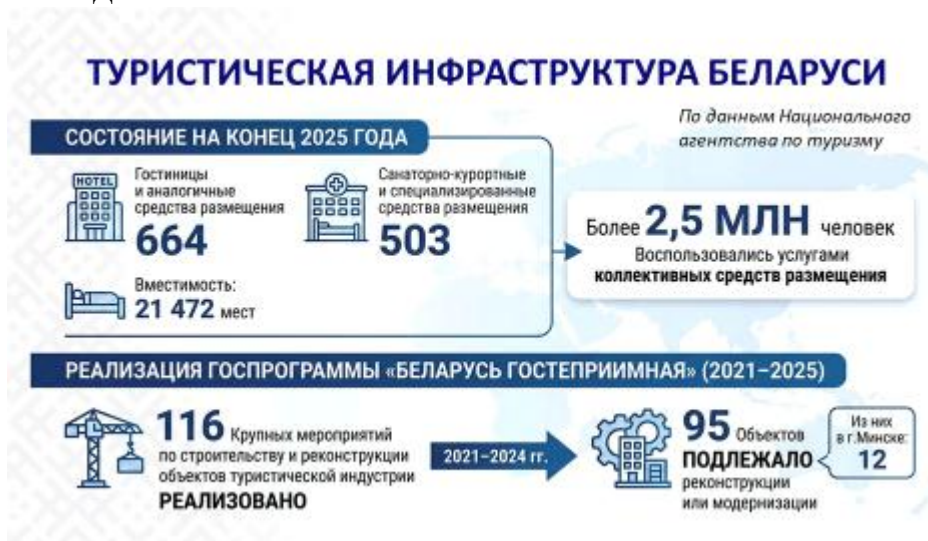 ТУРИСТИЧЕСКАЯ ИНФРАСТРУКТУРА БЕЛАРУСИ
По данным Национального
агентства по туризму
СОСТОЯНИЕ НА КОНЕЦ 2025 ГОДА
HOTEL
Гостиницы
и аналогичные
средства размещения
664
Санаторно-курортные
и специализированные
средства размещения
503
Вместимость:
21 472 мест
Более 2,5 МЛН человек
Воспользовались услугами
коллективных средств размещения
РЕАЛИЗАЦИЯ ГОСПРОГРАММЫ «БЕЛАРУСЬ ГОСТЕПРИИМНАЯ» (2021–2025)
116 Крупных мероприятий
по строительству и реконструкции
объектов туристической индустрии
РЕАЛИЗОВАНО
2021–2024 гг.
95 Объектов
ПОДЛЕЖАЛО
реконструкции
или модернизации
Из них
в г.Минске:
12